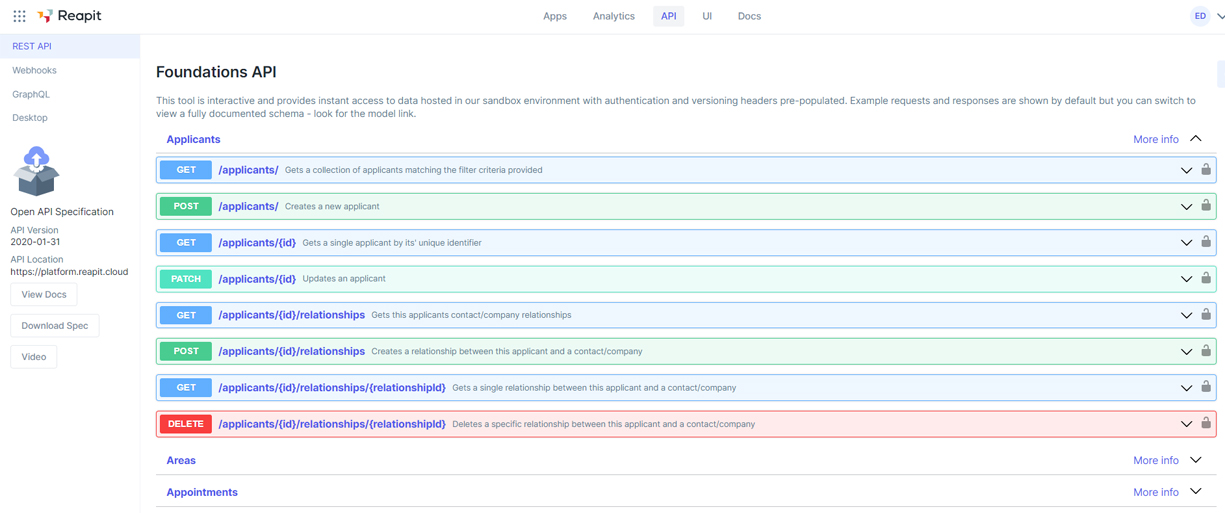 Reapit
Apps
Analytics
API
UI
Docs
ED
REST API
Webhooks
GraphQL
Desktop
Open API Specification
API Version
2020-01-31
API Location
https://platform.reapit.cloud
View Docs
Download Spec
Video
Foundations API
This tool is interactive and provides instant access to data hosted in our sandbox environment with authentication and versioning headers pre-populated. Example requests and responses are shown by default but you can switch to
view a fully documented schema - look for the model link.
Applicants More info
GET /applicants/ Gets a collection of applicants matching the filter criteria provided
POST /applicants/ Creates a new applicant
GET /applicants/{id} Gets a single applicant by its' unique identifier
PATCH /applicants/{id} Updates an applicant
GET /applicants/{id}/relationships Gets this applicants contact/company relationships
POST /applicants/{id}/relationships Creates a relationship between this applicant and a contact/company
GET /applicants/{id}/relationships/{relationshipId} Gets a single relationship between this applicant and a contact/company
DELETE /applicants/{id}/relationships/{relationshipId} Deletes a specific relationship between this applicant and a contact/company
Areas More info
Appointments More info